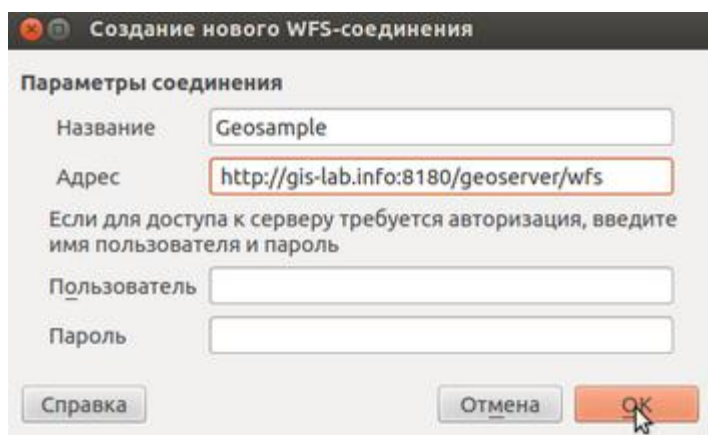 Создание нового WFS-соединения
Параметры соединения
Название Geosample
Адрес http://gis-lab.info:8180/geoserver/wfs
Если для доступа к серверу требуется авторизация, введите
имя пользователя и пароль
Пользователь
Пароль
Справка Отмена OK